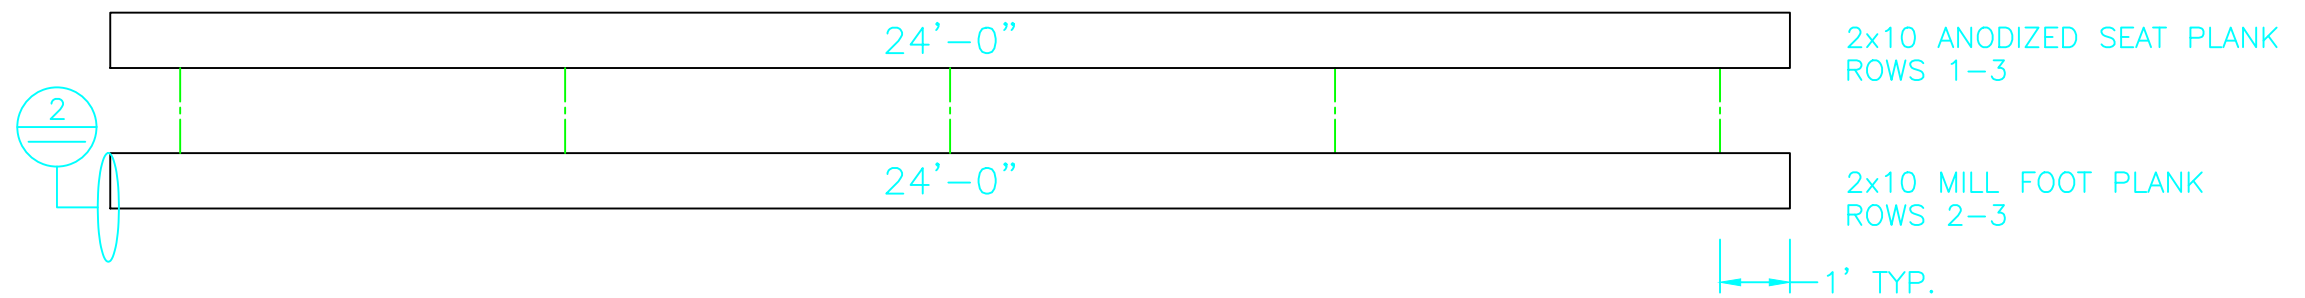 24'-0"
2x10 ANODIZED SEAT PLANK
ROWS 1-3
2
24'-0"
2x10 MILL FOOT PLANK
ROWS 2-3
1' TYP.